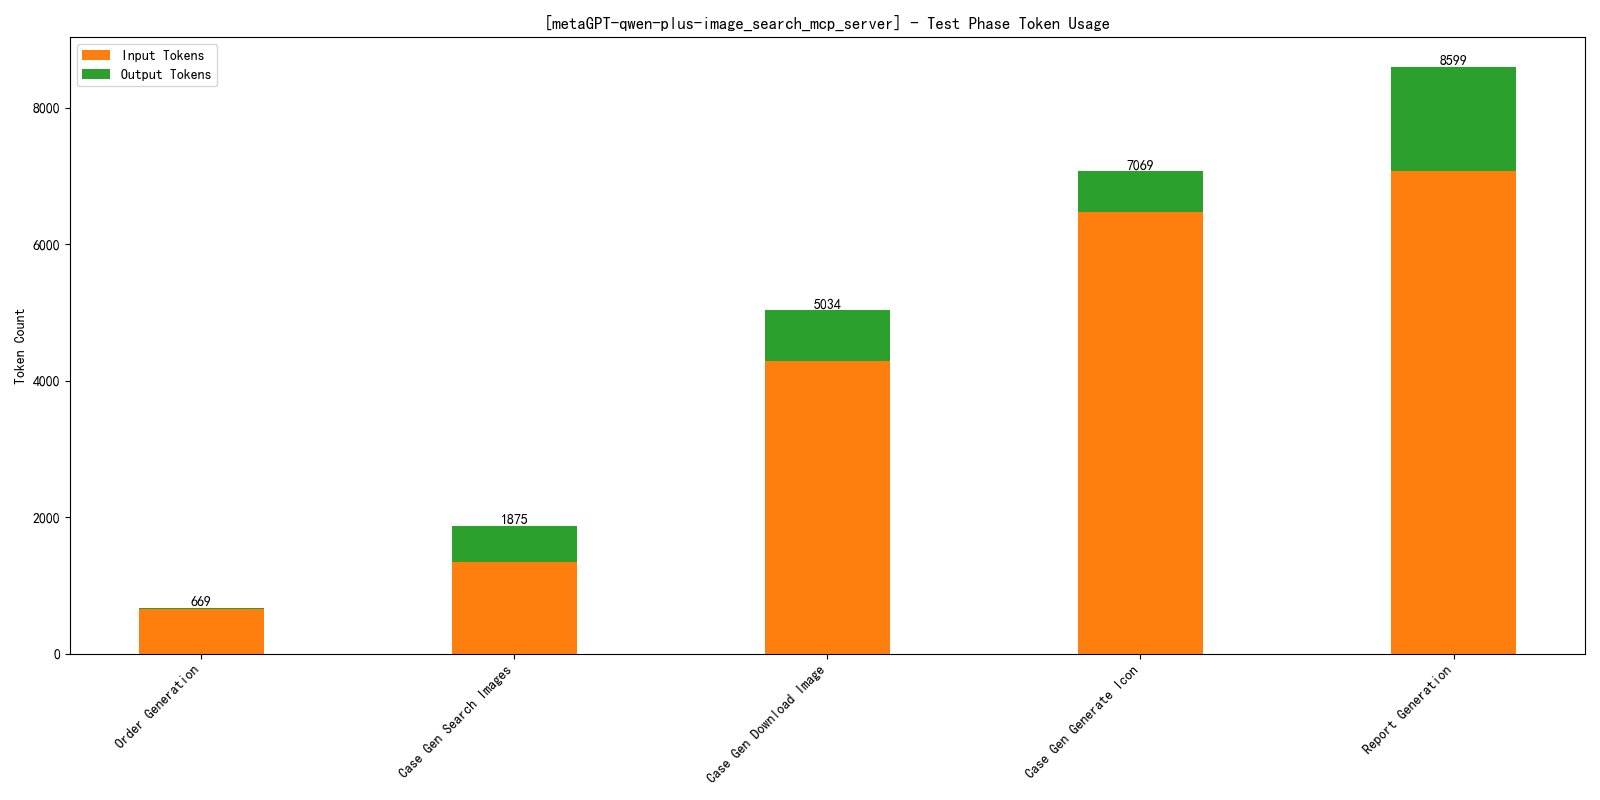 [metaGPT-qwen-plus-image_search_mcp_server] - Test Phase Token Usage
Input Tokens
Output Tokens
8599
7069
5034
1875
669
8000
6000
4000
2000
0
Token Count
Order Generation
Case Gen Search Images
Case Gen Download Image
Case Gen Generate Icon
Report Generation